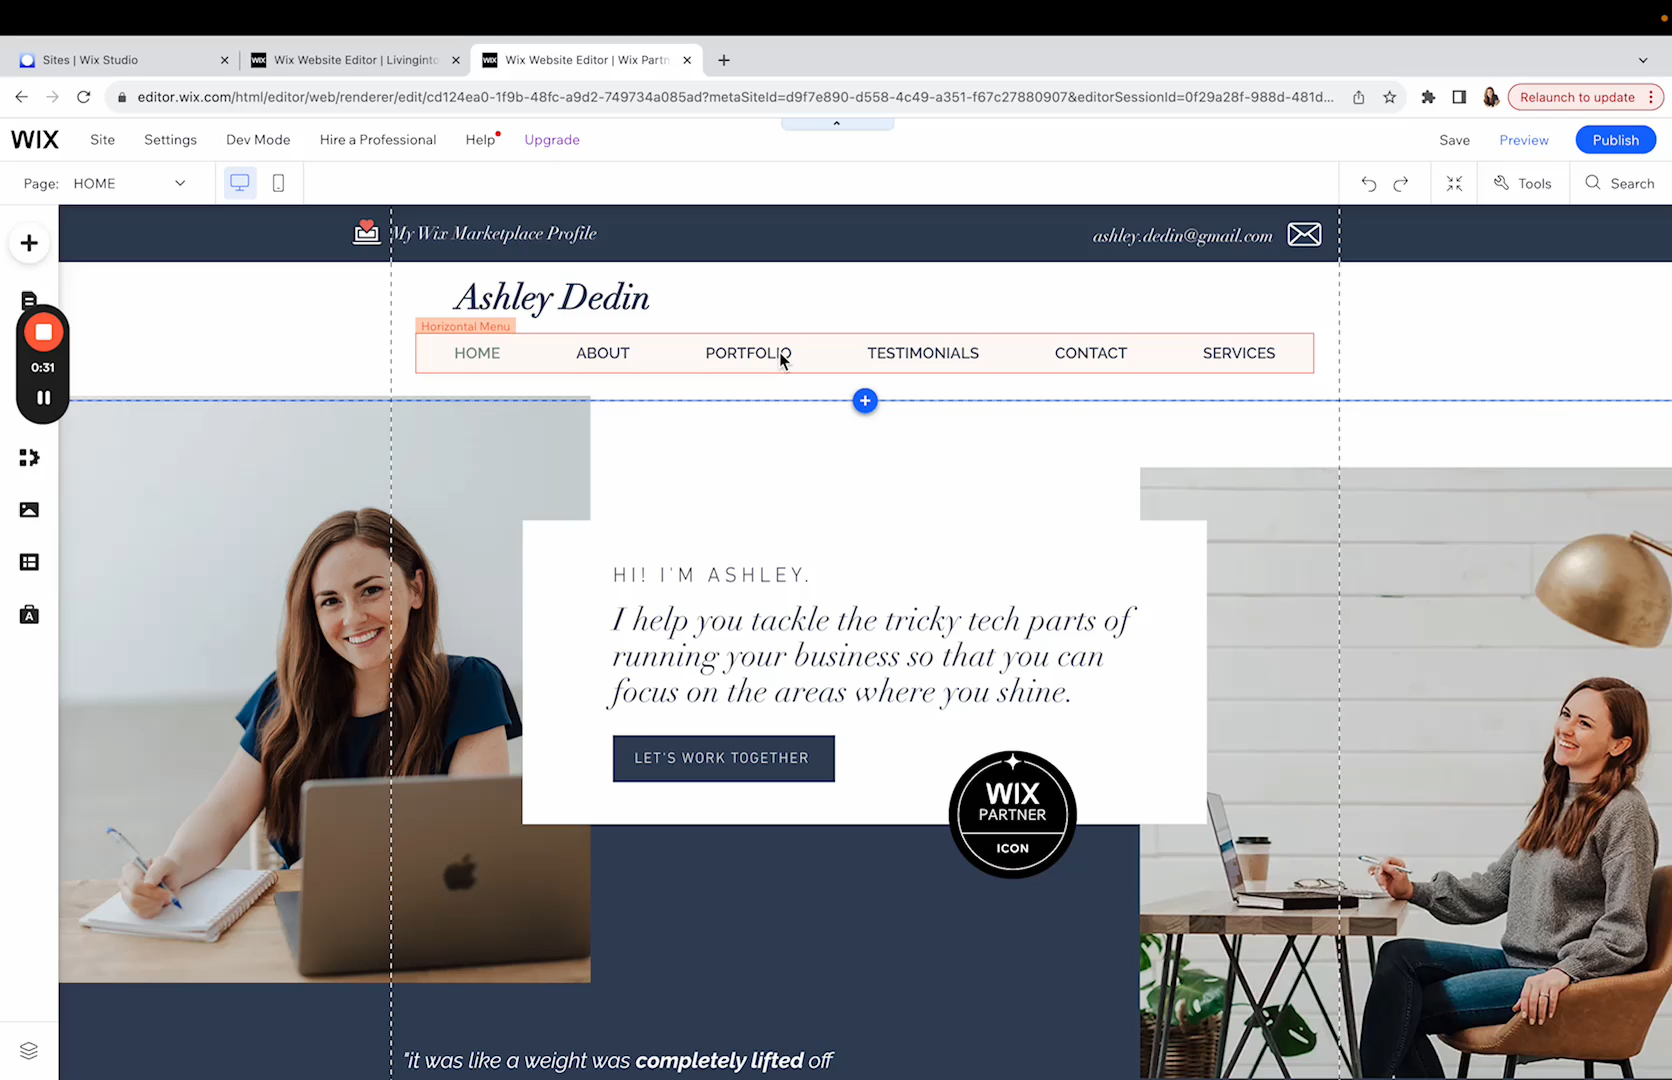 Sites | Wix Studio
Wix Website Editor | Livinginto
Wix Website Editor | Wix Partn
editor.wix.com/html/editor/web/renderer/edit/cd124ea0-1f9b-48fc-a9d2-749734a085ad?metaSiteId=d9f7e890-d558-4c49-a351-f67c27880907&editorSessionId=0f29a28f-988d-481d...
Relaunch to update
WIX
Site
Settings
Dev Mode
Hire a Professional
Help
Upgrade
Save
Preview
Publish
Page: HOME
Tools
Search
My Wix Marketplace Profile
ashley.dedin@gmail.com
Ashley Dedin
Horizontal Menu
HOME
ABOUT
PORTFOLIO
TESTIMONIALS
CONTACT
SERVICES
0:31
HI! I'M ASHLEY.
I help you tackle the tricky tech parts of
running your business so that you can
focus on the areas where you shine.
LET'S WORK TOGETHER
WIX
PARTNER
ICON
"it was like a weight was completely lifted off